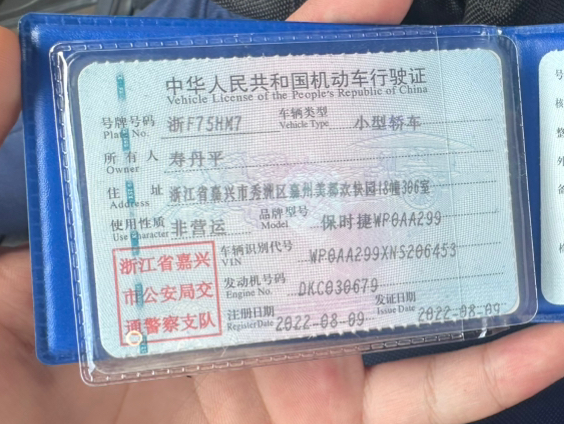 中华人民共和国机动车行驶证
Vehicle License of the People's Republic of China
号牌号码 浙F75HM7 车辆类型 小型轿车
Plate No. Vehicle Type
所有人 寿丹平
Owner
住址 浙江省嘉兴市秀洲区嘉州美都欢快园18幢306室
Address
使用性质 非营运 品牌型号 保时捷WP0AA299
Use Character Model
浙江省嘉兴 车辆识别代号 WP0AA299XNS206453
VIN
市公安局交 发动机号码 DKC030679
Engine No.
通警察支队 注册日期 2022-08-09 发证日期 2022-08-09
Register Date Issue Date